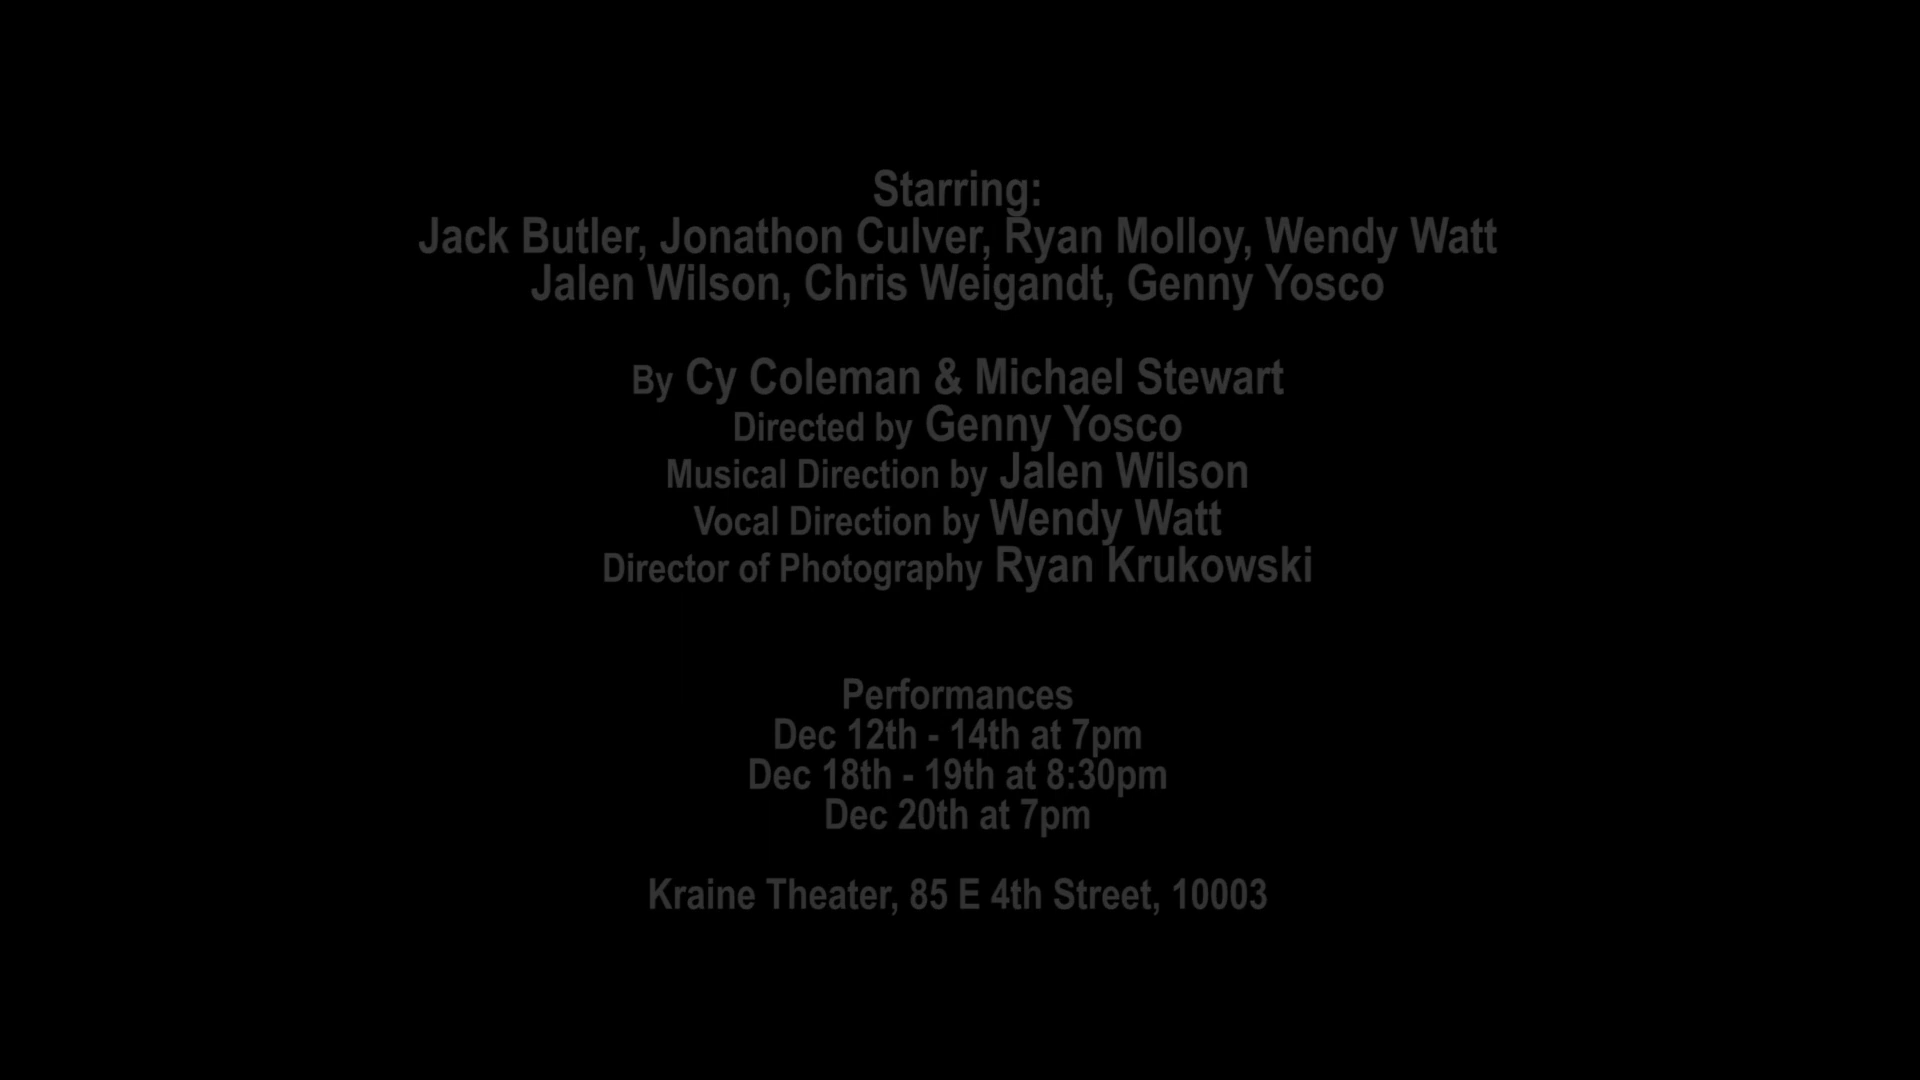 Starring:
Jack Butler, Jonathon Culver, Ryan Molloy, Wendy Watt
Jalen Wilson, Chris Weigandt, Genny Yosco
By Cy Coleman & Michael Stewart
Directed by Genny Yosco
Musical Direction by Jalen Wilson
Vocal Direction by Wendy Watt
Director of Photography Ryan Krukowski
Performances
Dec 12th - 14th at 7pm
Dec 18th - 19th at 8:30pm
Dec 20th at 7pm
Kraine Theater, 85 E 4th Street, 10003